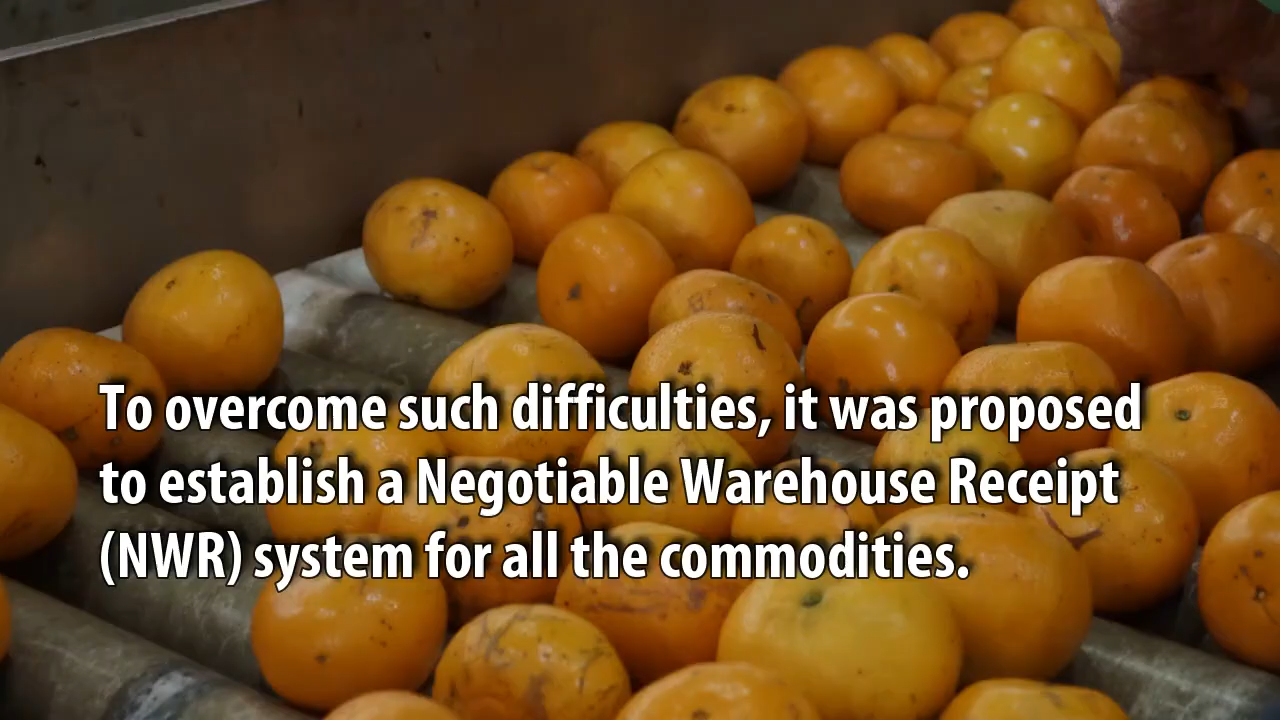 To overcome such difficulties, it was proposed
to establish a Negotiable Warehouse Receipt
(NWR) system for all the commodities.